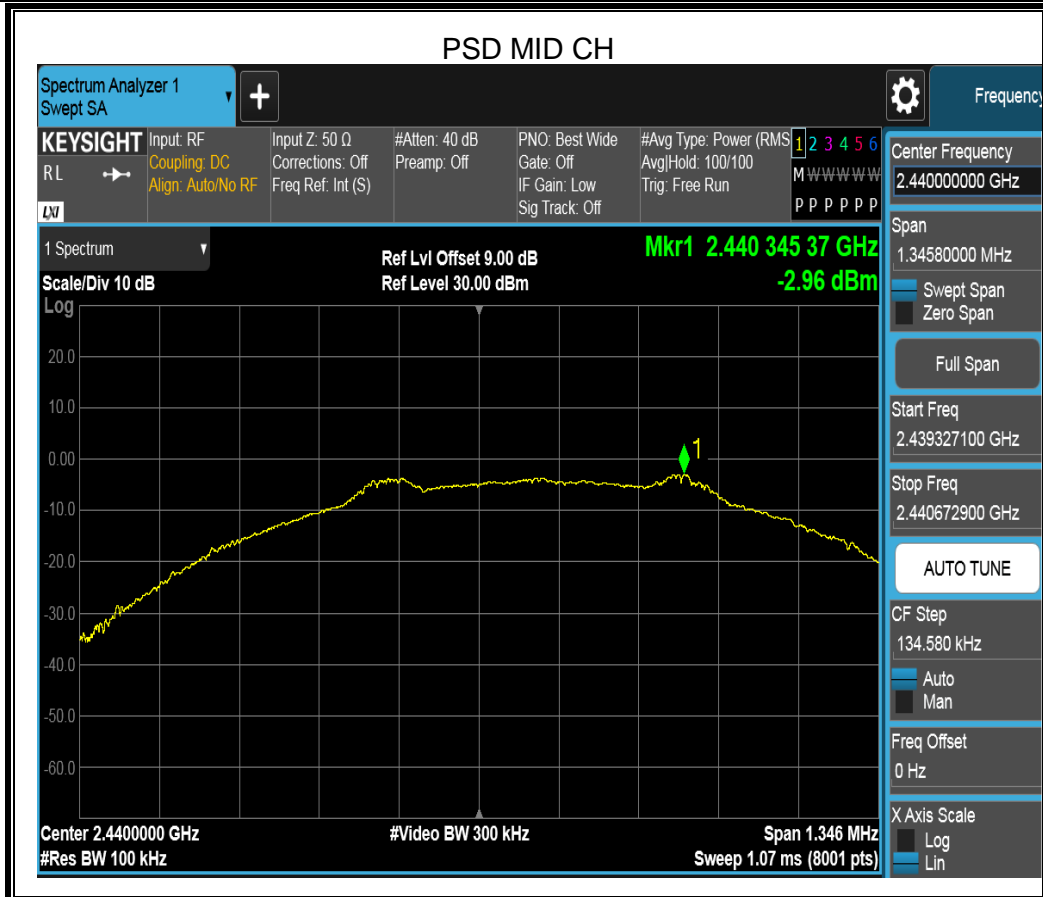 PSD MID CH
Spectrum Analyzer 1
Swept SA
+
Frequency
KEYSIGHT
RL
LXI
Input: RF
Coupling: DC
Align: Auto/No RF
Input Z: 50 Ω
Corrections: Off
Freq Ref: Int (S)
#Atten: 40 dB
Preamp: Off
PNO: Best Wide
Gate: Off
IF Gain: Low
Sig Track: Off
#Avg Type: Power (RMS
Avg|Hold: 100/100
Trig: Free Run
1 2 3 4 5 6
M W W W W W
P P P P P P
1 Spectrum
Scale/Div 10 dB
Log
Ref Lvl Offset 9.00 dB
Ref Level 30.00 dBm
Mkr1 2.440 345 37 GHz
-2.96 dBm
20.0
10.0
0.00
-10.0
-20.0
-30.0
-40.0
-50.0
-60.0
1
Center 2.4400000 GHz
#Res BW 100 kHz
#Video BW 300 kHz
Span 1.346 MHz
Sweep 1.07 ms (8001 pts)
Center Frequency
2.440000000 GHz
Span
1.34580000 MHz
Swept Span
Zero Span
Full Span
Start Freq
2.439327100 GHz
Stop Freq
2.440672900 GHz
AUTO TUNE
CF Step
134.580 kHz
Auto
Man
Freq Offset
0 Hz
X Axis Scale
Log
Lin